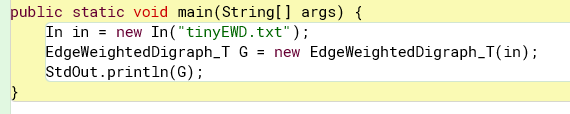 public static void main(String[] args) {
In in = new In("tinyEWD.txt");
EdgeWeightedDigraph_T G = new EdgeWeightedDigraph_T(in);
StdOut.println(G);
}